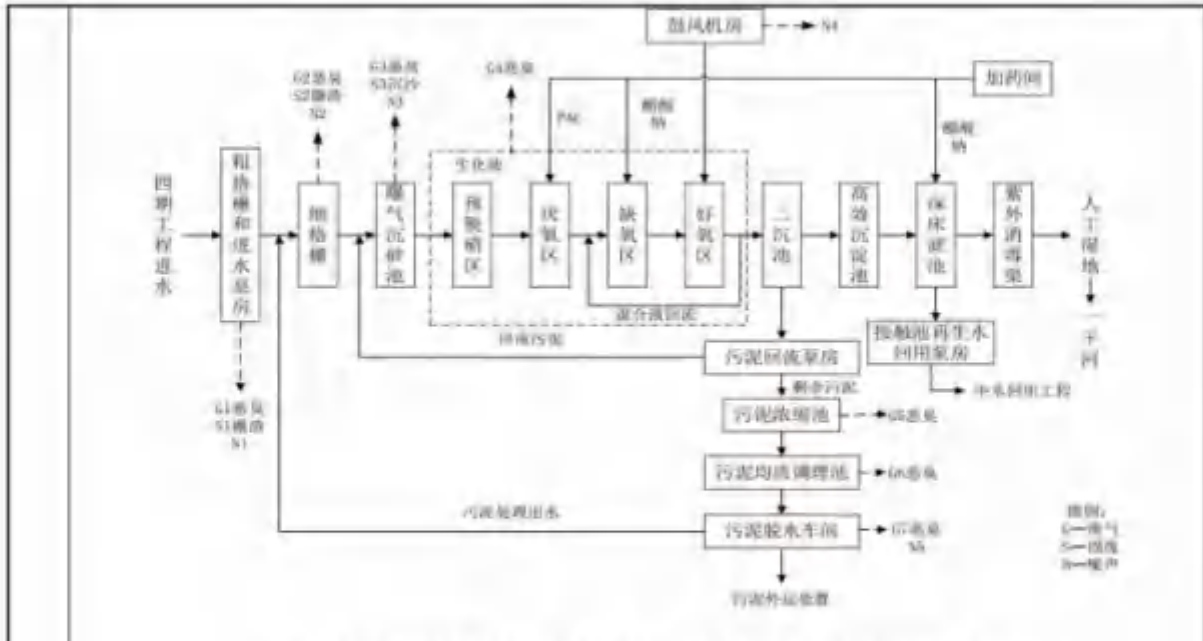 鼓风机房
N4
加药间
G2恶臭
S2栅渣
N2
G3恶臭
S3沉砂
N3
G4恶臭
PAC
醋酸
钠
醋酸
钠
生化池
四期工程进水
粗格栅和进水泵房
细格栅
曝气沉砂池
预脱硝区
厌氧区
缺氧区
好氧区
二沉池
高效沉淀池
深床滤池
紫外消毒渠
人工湿地
一干河
混合液回流
污泥回流泵房
接触池再生水
回用泵房
剩余污泥
中水回用工程
G1恶臭
S1栅渣
N1
污泥浓缩池
G5恶臭
污泥均质调理池
G6恶臭
污泥处理出水
污泥脱水车间
G7恶臭
N5
污泥外运处置
图例：
G—废气
S—固废
N—噪声